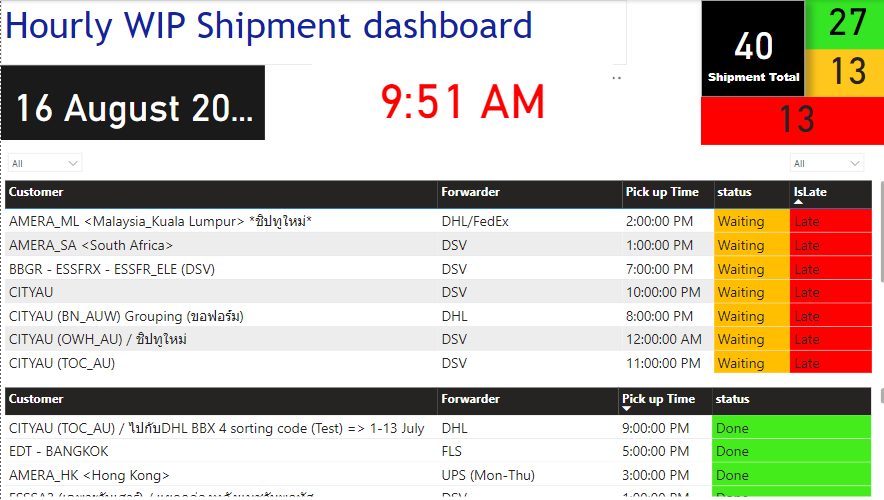 Hourly WIP Shipment dashboard
40
Shipment Total
27
13
13
16 August 20...
9:51 AM
All
All
Customer Forwarder Pick up Time status IsLate
AMERA_ML <Malaysia_Kuala Lumpur> *ชิปทูใหม่* DHL/FedEx 2:00:00 PM Waiting Late
AMERA_SA <South Africa> DSV 1:00:00 PM Waiting Late
BBGR - ESSFRX - ESSFR_ELE (DSV) DSV 7:00:00 PM Waiting Late
CITYAU DSV 10:00:00 PM Waiting Late
CITYAU (BN_AUW) Grouping (ขอฟอร์ม) DHL 8:00:00 PM Waiting Late
CITYAU (OWH_AU) / ชิปทูใหม่ DSV 12:00:00 AM Waiting Late
CITYAU (TOC_AU) DSV 11:00:00 PM Waiting Late
Customer Forwarder Pick up Time status
CITYAU (TOC_AU) / ไปกับDHL BBX 4 sorting code (Test) => 1-13 July DHL 9:00:00 PM Done
EDT - BANGKOK FLS 5:00:00 PM Done
AMERA_HK <Hong Kong> UPS (Mon-Thu) 3:00:00 PM Done